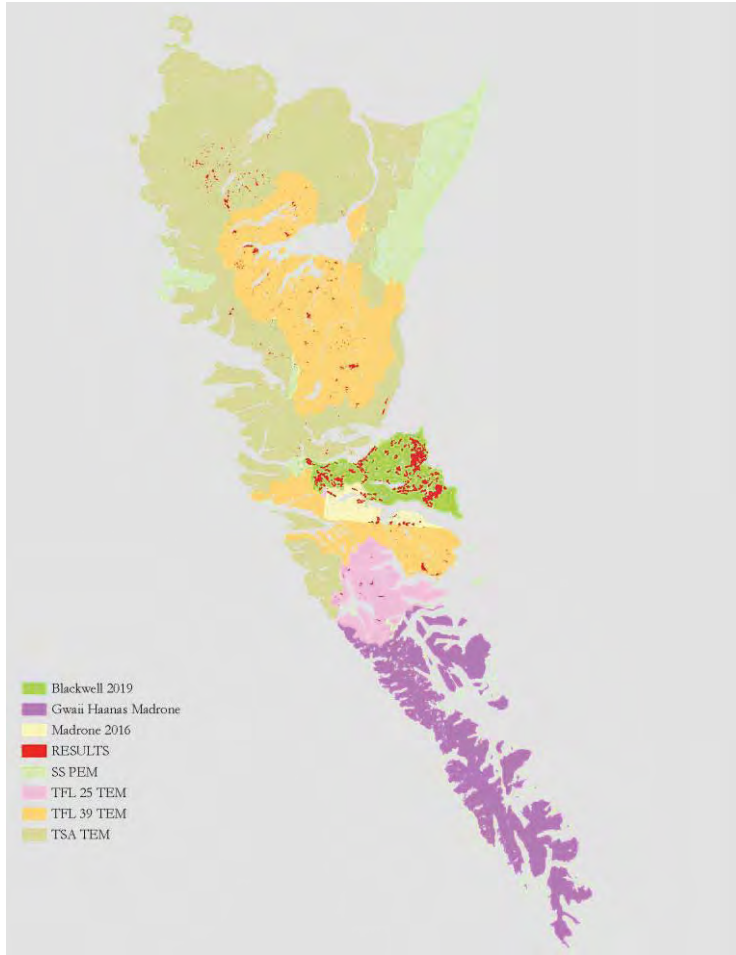 Blackwell 2019
Gwaii Haanas Madrone
Madrone 2016
RESULTS
SS PEM
TFL 25 TEM
TFL 39 TEM
TSA TEM